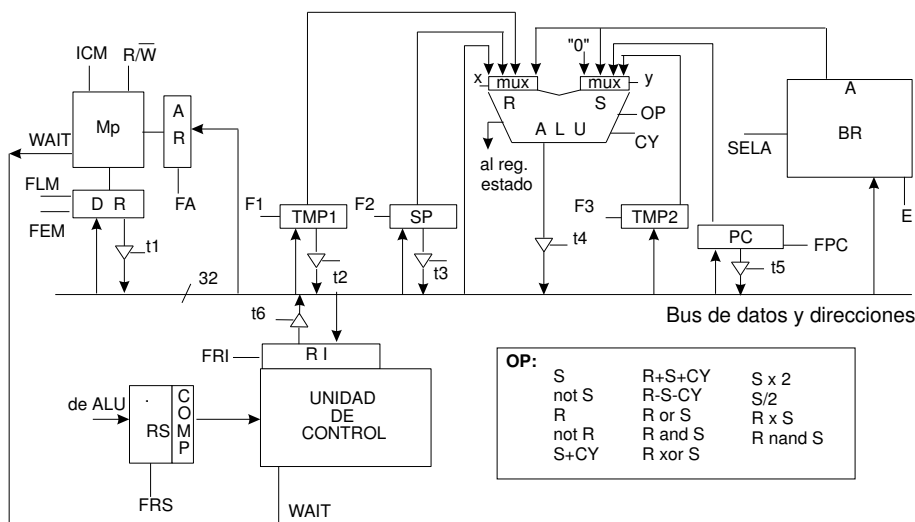 ICM
R/W
"0"
x
mux
mux
y
R
S
A L U
OP
CY
al reg.
estado
A
BR
SELA
E
Mp
A
R
WAIT
FLM
FEM
D R
FA
t1
F1
TMP1
F2
SP
t4
F3
TMP2
PC
FPC
t2
t3
t5
32
t6
Bus de datos y direcciones
FRI
R I
UNIDAD
DE
CONTROL
de ALU
RS
C
O
M
P
FRS
WAIT
OP:
S
R+S+CY
S x 2
not S
R-S-CY
S/2
R
R or S
R x S
not R
R and S
R nand S
S+CY
R xor S